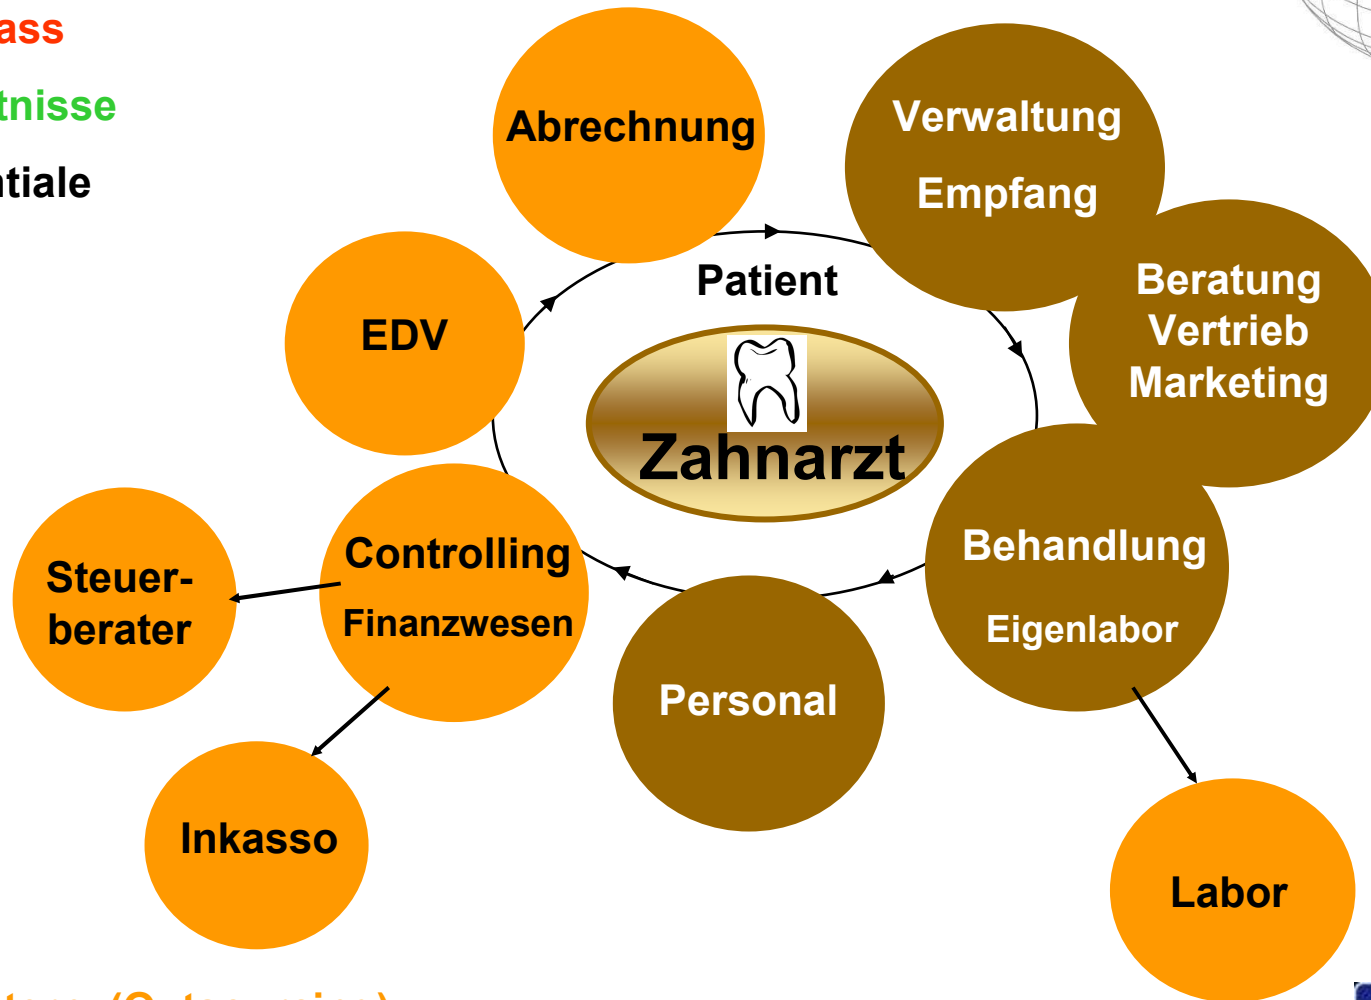 ass
tnisse
ntiale
Abrechnung
Verwaltung
Empfang
Patient
Beratung
Vertrieb
Marketing
EDV
Zahnarzt
Controlling
Finanzwesen
Behandlung
Eigenlabor
Steuer-
berater
Personal
Inkasso
Labor